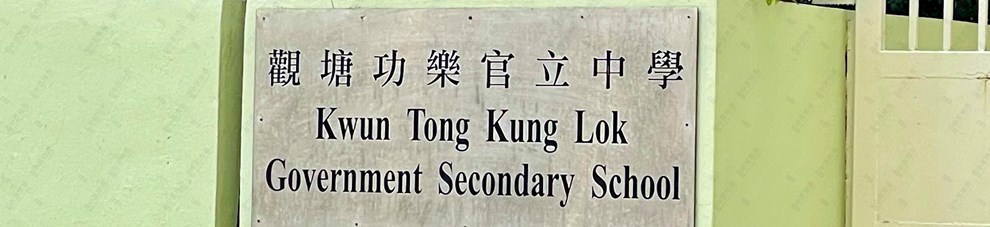 觀塘功樂官立中學
Kwun Tong Kung Lok
Government Secondary School